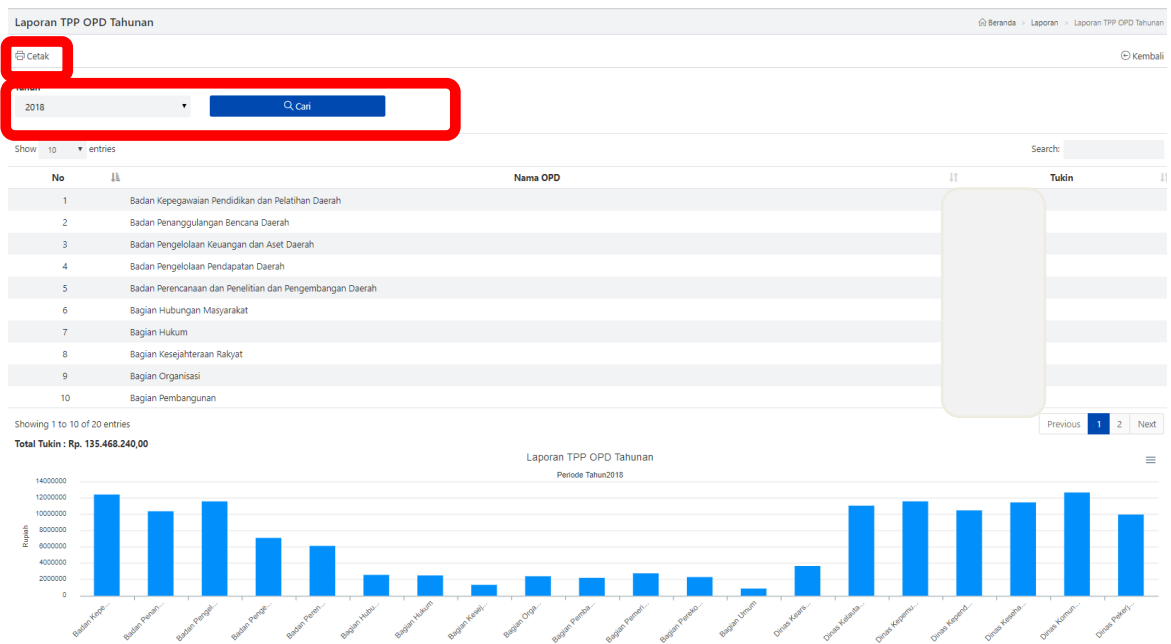 Laporan TPP OPD Tahunan
Beranda > Laporan > Laporan TPP OPD Tahunan
Cetak
Kembali
Tahun
2018
Cari
Show 10 entries
Search:
No Nama OPD Tukin
1 Badan Kepegawaian Pendidikan dan Pelatihan Daerah
2 Badan Penanggulangan Bencana Daerah
3 Badan Pengelolaan Keuangan dan Aset Daerah
4 Badan Pengelolaan Pendapatan Daerah
5 Badan Perencanaan dan Penelitian dan Pengembangan Daerah
6 Bagian Hubungan Masyarakat
7 Bagian Hukum
8 Bagian Kesejahteraan Rakyat
9 Bagian Organisasi
10 Bagian Pembangunan
Showing 1 to 10 of 20 entries
Previous 1 2 Next
Total Tukin : Rp. 135.468.240,00
Laporan TPP OPD Tahunan
Periode Tahun2018
Rupiah
14000000
12000000
10000000
8000000
6000000
4000000
2000000
0
Badan Kepe...
Badan Penan...
Badan Pengel...
Badan Penge...
Badan Peren...
Bagian Hubu...
Bagian Hukum
Bagian Kesej...
Bagian Orga...
Bagian Pemba...
Bagian Pemeri...
Bagian Pereko...
Bagian Umum
Dinas Keare...
Dinas Kelauta...
Dinas Kepemu...
Dinas Kepend...
Dinas Keseha...
Dinas Komun...
Dinas Pekerj...